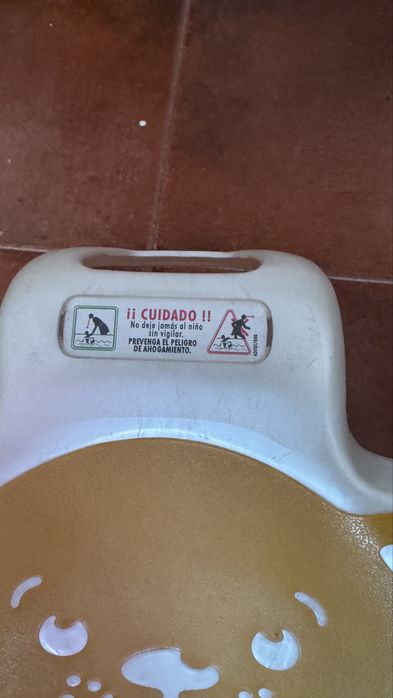 ¡¡ CUIDADO !!
No deje jamás al niño
sin vigilar.
PREVENGA EL PELIGRO
DE AHOGAMIENTO.